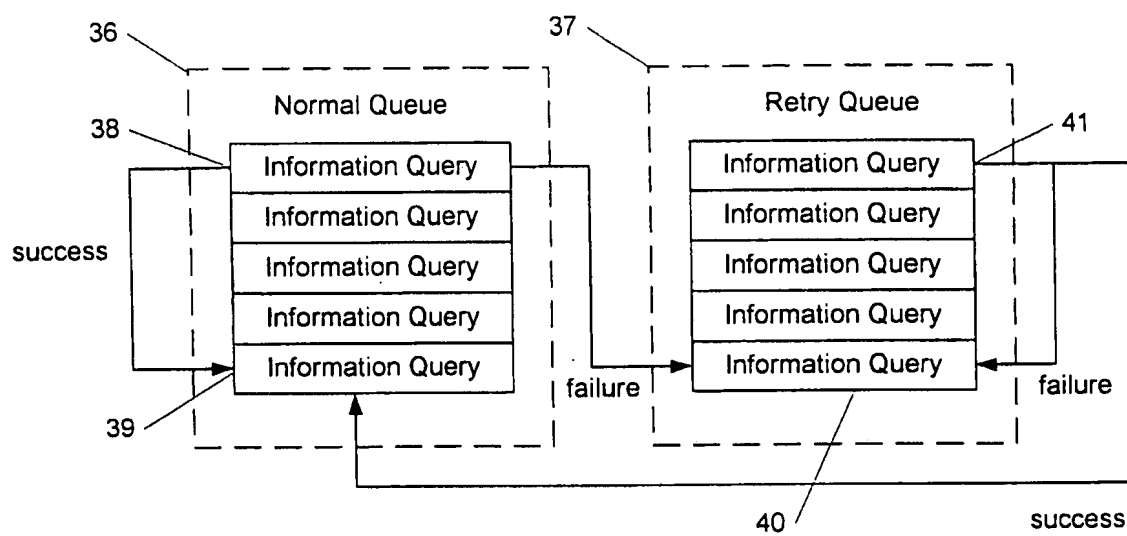 36
37
Normal Queue
Retry Queue
38
41
Information Query
Information Query
Information Query
Information Query
Information Query
Information Query
Information Query
Information Query
Information Query
Information Query
success
failure
failure
39
40
success